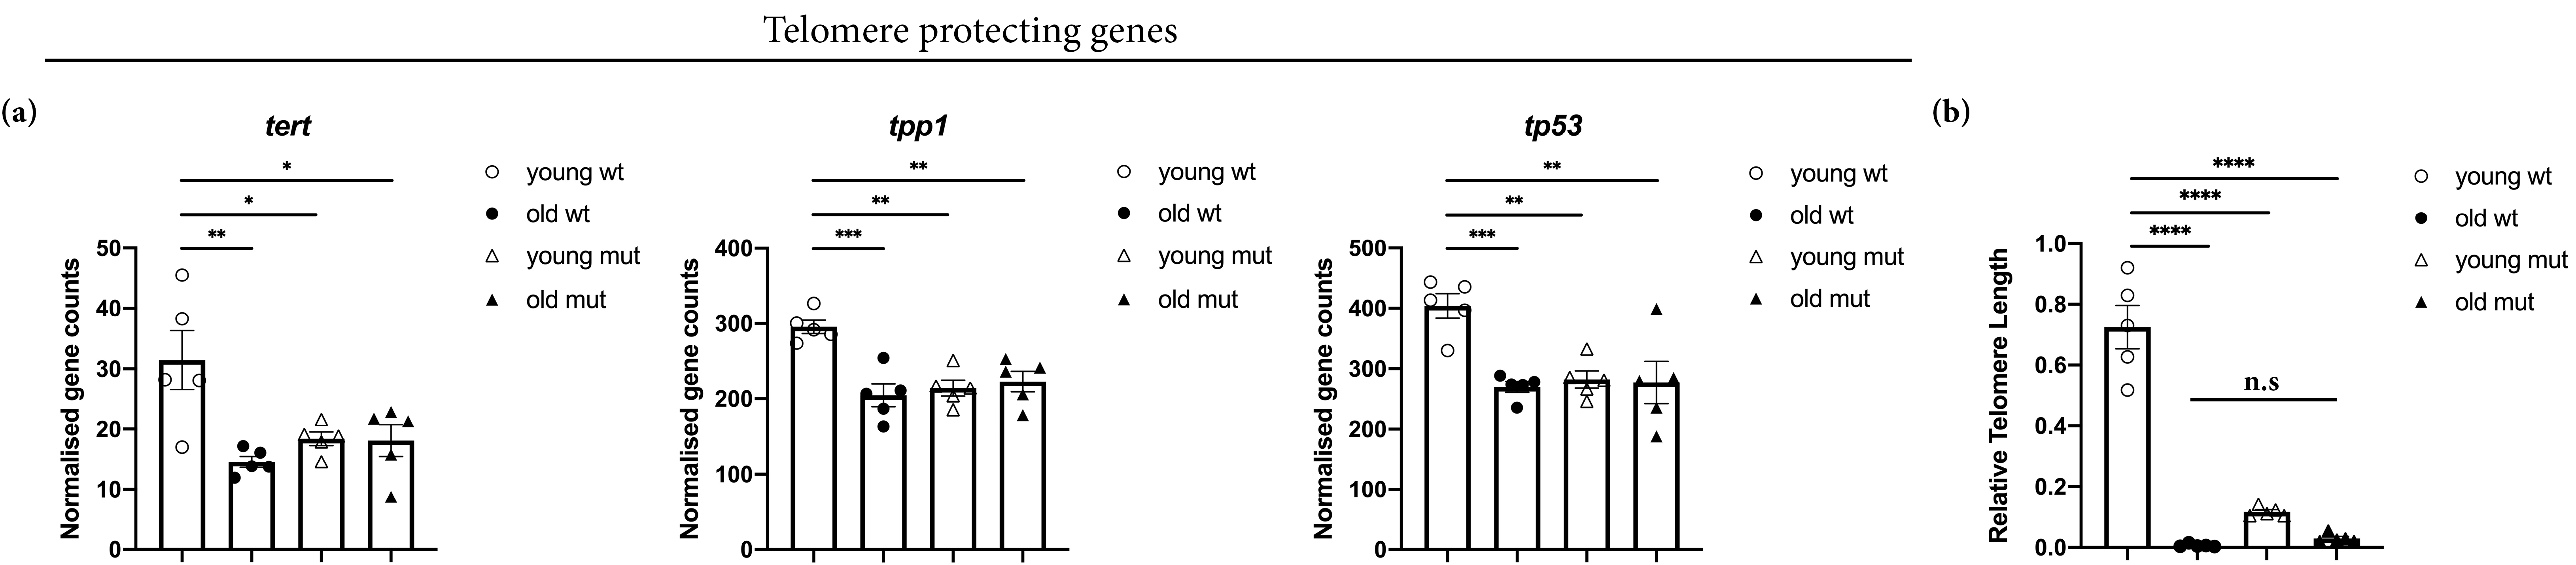 Telomere protecting genes
(a)
tert
*
*
**
Normalised gene counts
50
40
30
20
10
0
young wt
old wt
young mut
old mut
tpp1
**
**
***
Normalised gene counts
400
300
200
100
0
young wt
old wt
young mut
old mut
tp53
**
**
***
Normalised gene counts
500
400
300
200
100
0
young wt
old wt
young mut
old mut
(b)
****
****
****
n.s
Relative Telomere Length
1.0
0.8
0.6
0.4
0.2
0.0
young wt
old wt
young mut
old mut